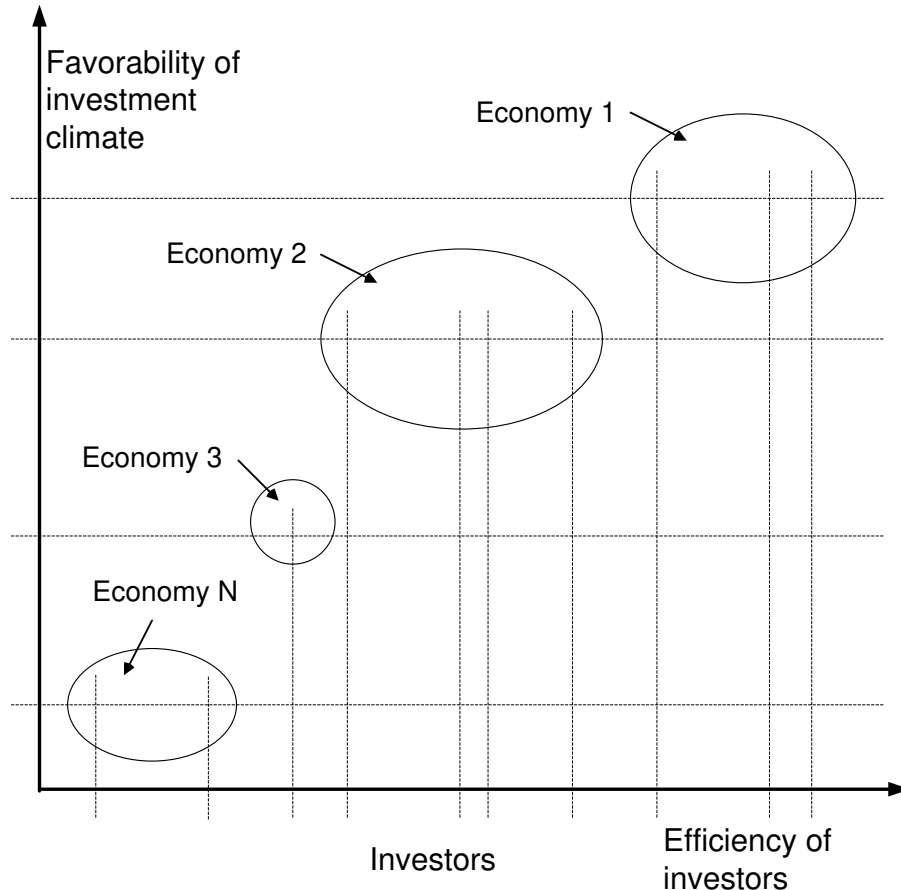 Favorability of
investment
climate
Economy 1
Economy 2
Economy 3
Economy N
Investors
Efficiency of
investors